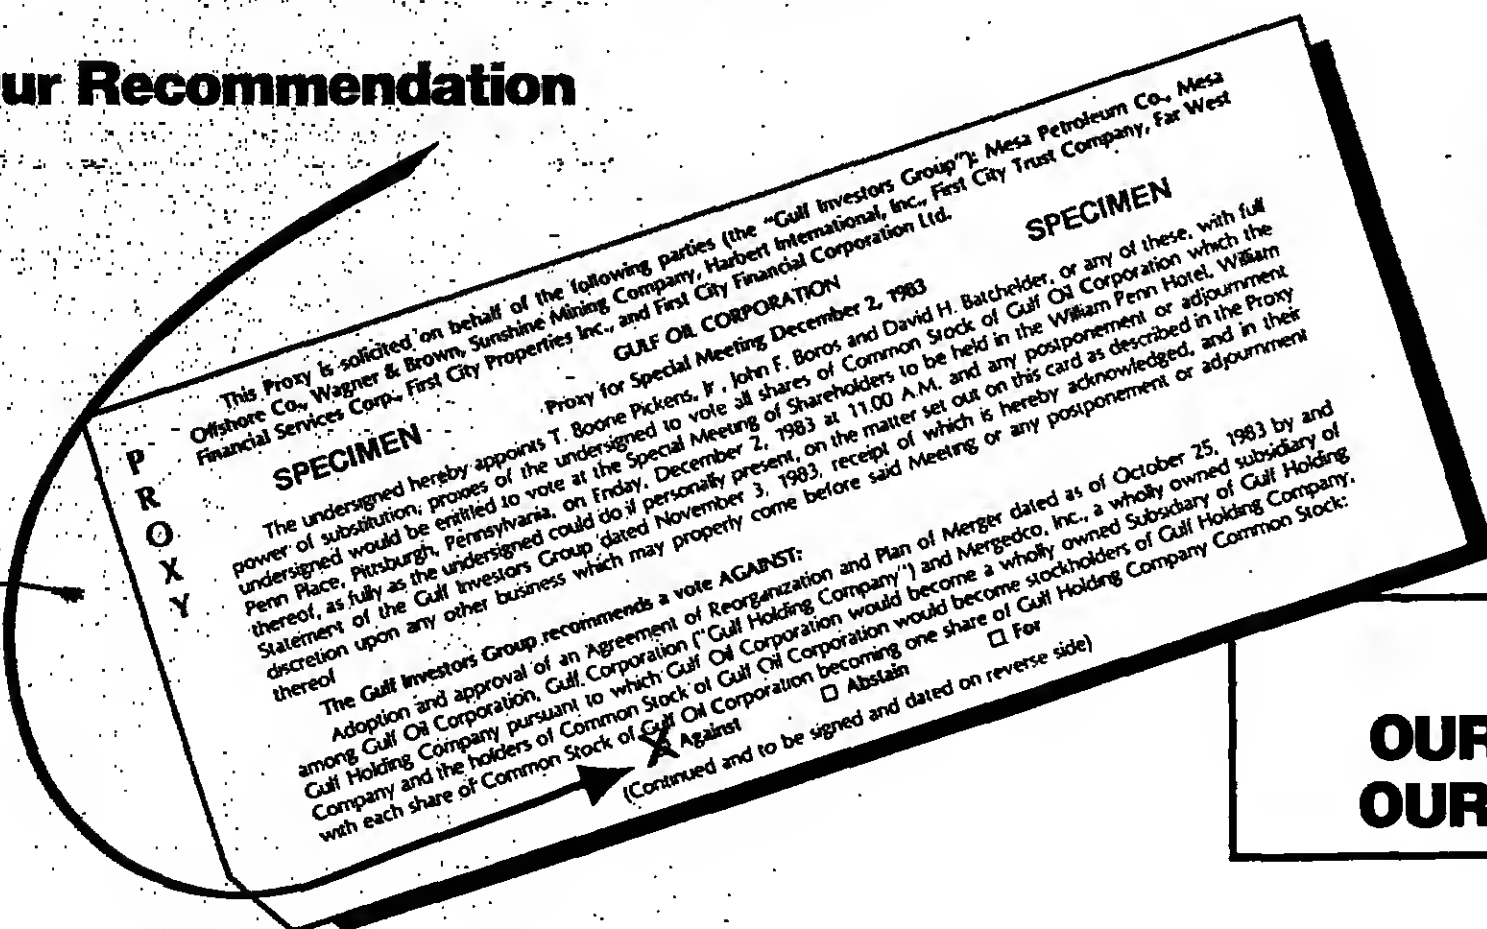 ur Recommendation
This Proxy is solicited on behalf of the following parties (the "Gulf Investors Group"): Mesa Petroleum Co., Mesa
Offshore Co., Wagner & Brown, Sunshine Mining Company, Harbert International, Inc., First City Trust Company, Far West
Financial Services Corp., First City Properties Inc., and First City Financial Corporation Ltd.
PROXY
GULF OIL CORPORATION
SPECIMEN
Proxy for Special Meeting December 2, 1983
SPECIMEN
The undersigned hereby appoints T. Boone Pickens, Jr., John F. Boros and David H. Batchelder, or any of these, with full
power of substitution, proxies of the undersigned to vote all shares of Common Stock of Gulf Oil Corporation which the
undersigned would be entitled to vote at the Special Meeting of Shareholders to be held in the William Penn Hotel, William
Penn Place, Pittsburgh, Pennsylvania, on Friday, December 2, 1983 at 11.00 A.M. and any postponement or adjournment
thereof, as fully as the undersigned could do if personally present, on the matter set out on this card as described in the Proxy
Statement of the Gulf Investors Group dated November 3, 1983, receipt of which is hereby acknowledged, and in their
discretion upon any other business which may properly come before said Meeting or any postponement or adjournment
thereof
The Gulf Investors Group recommends a vote AGAINST:
Adoption and approval of an Agreement of Reorganization and Plan of Merger dated as of October 25, 1983 by and
among Gulf Oil Corporation, Gulf Corporation ("Gulf Holding Company") and Mergedco, Inc., a wholly owned subsidiary of
Gulf Holding Company pursuant to which Gulf Oil Corporation would become a wholly owned Subsidiary of Gulf Holding
Company and the holders of Common Stock of Gulf Oil Corporation would become stockholders of Gulf Holding Company,
with each share of Common Stock of Gulf Oil Corporation becoming one share of Gulf Holding Company Common Stock:
X Against □ Abstain □ For
(Continued and to be signed and dated on reverse side)
OUR
OUR